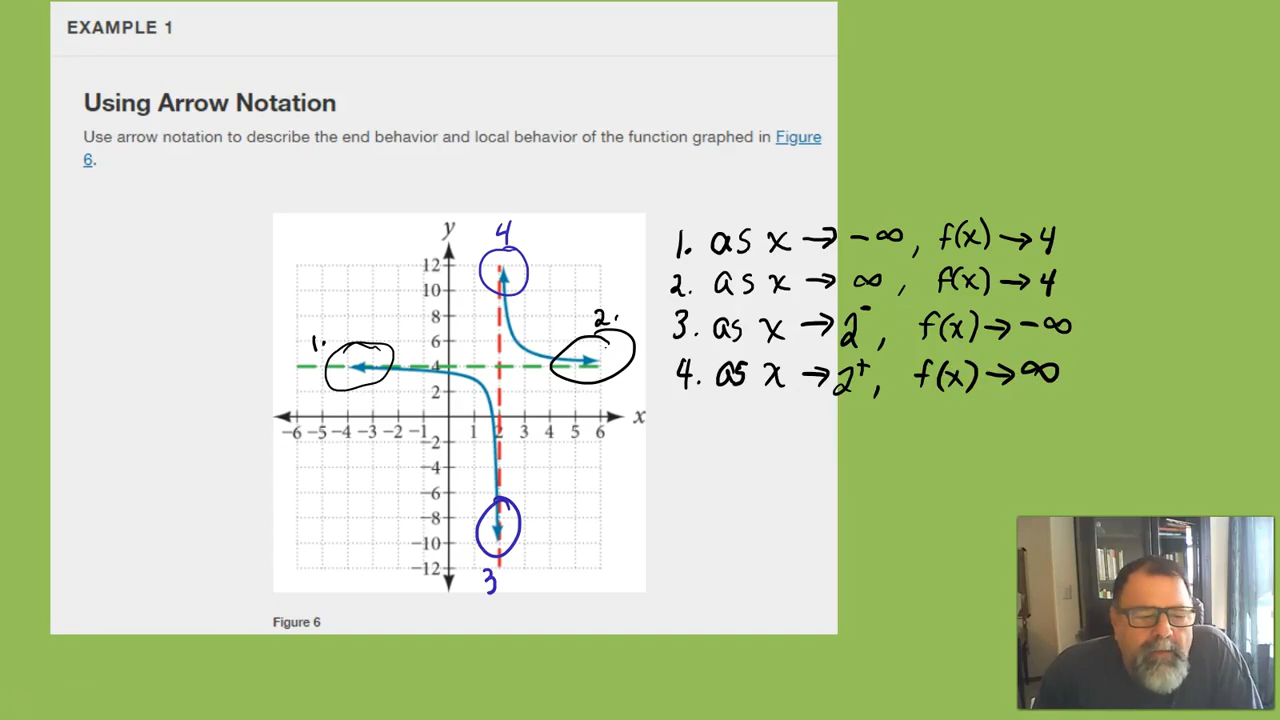 EXAMPLE 1
Using Arrow Notation
Use arrow notation to describe the end behavior and local behavior of the function graphed in Figure
6.
4
y
12
10
8
6
4
2
2.
1.
x
−6 −5 −4 −3 −2 −1 1 2 3 4 5 6
−2
−4
−6
−8
−10
−12
3
Figure 6
1. as x → −∞, f(x) → 4
2. as x → ∞, f(x) → 4
3. as x → 2⁻, f(x) → −∞
4. as x → 2⁺, f(x) → ∞